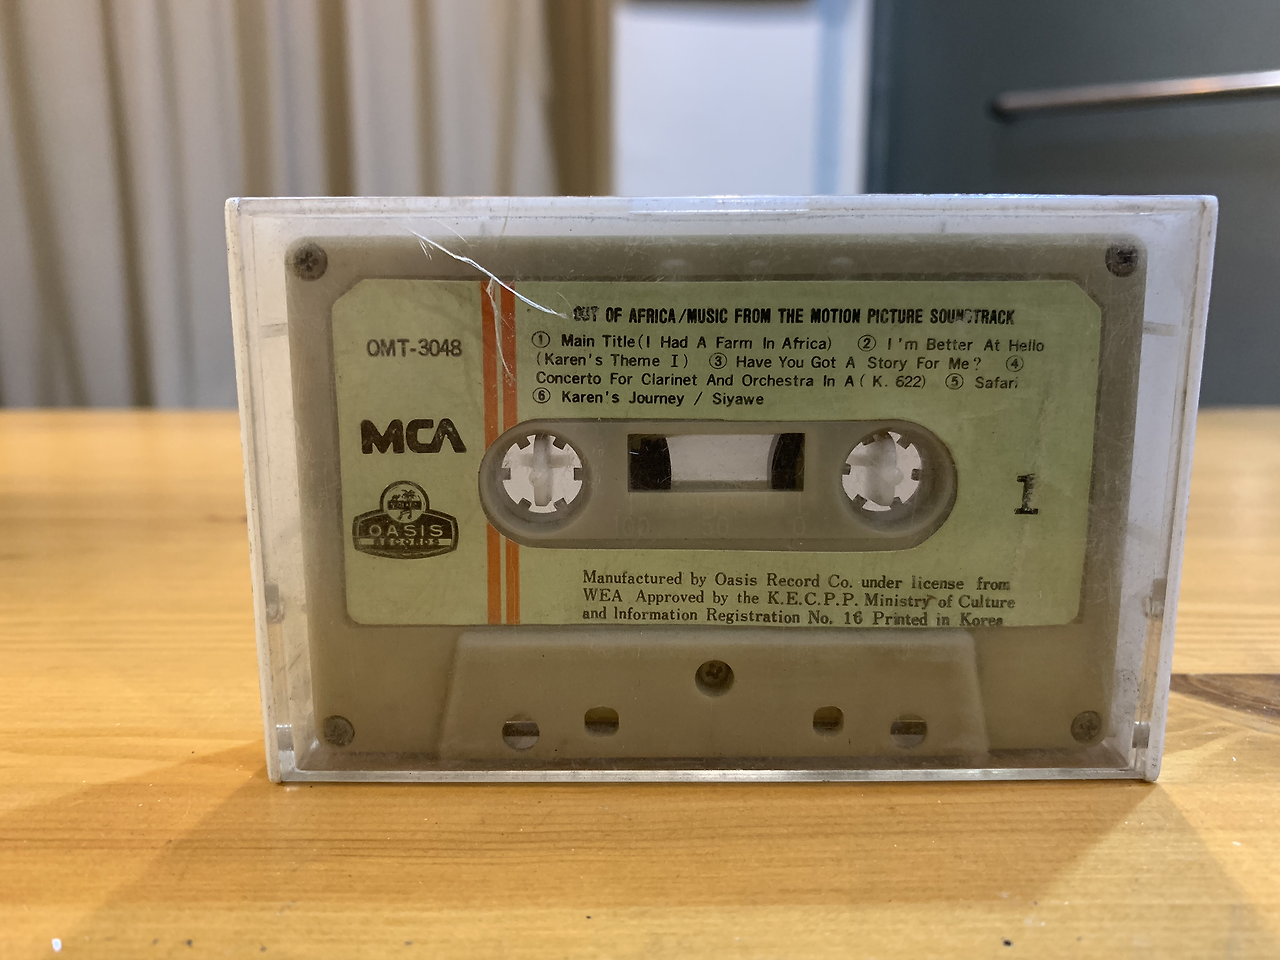 OUT OF AFRICA/MUSIC FROM THE MOTION PICTURE SOUNDTRACK
OMT-3048
① Main Title(I Had A Farm In Africa) ② I'm Better At Hello
(Karen's Theme I) ③ Have You Got A Story For Me? ④
Concerto For Clarinet And Orchestra In A ( K. 622) ⑤ Safari
⑥ Karen's Journey / Siyawe
MCA
1
OASIS
RECORDS
Manufactured by Oasis Record Co. under license from
WEA Approved by the K.E.C.P.P. Ministry of Culture
and Information Registration No. 16 Printed in Korea